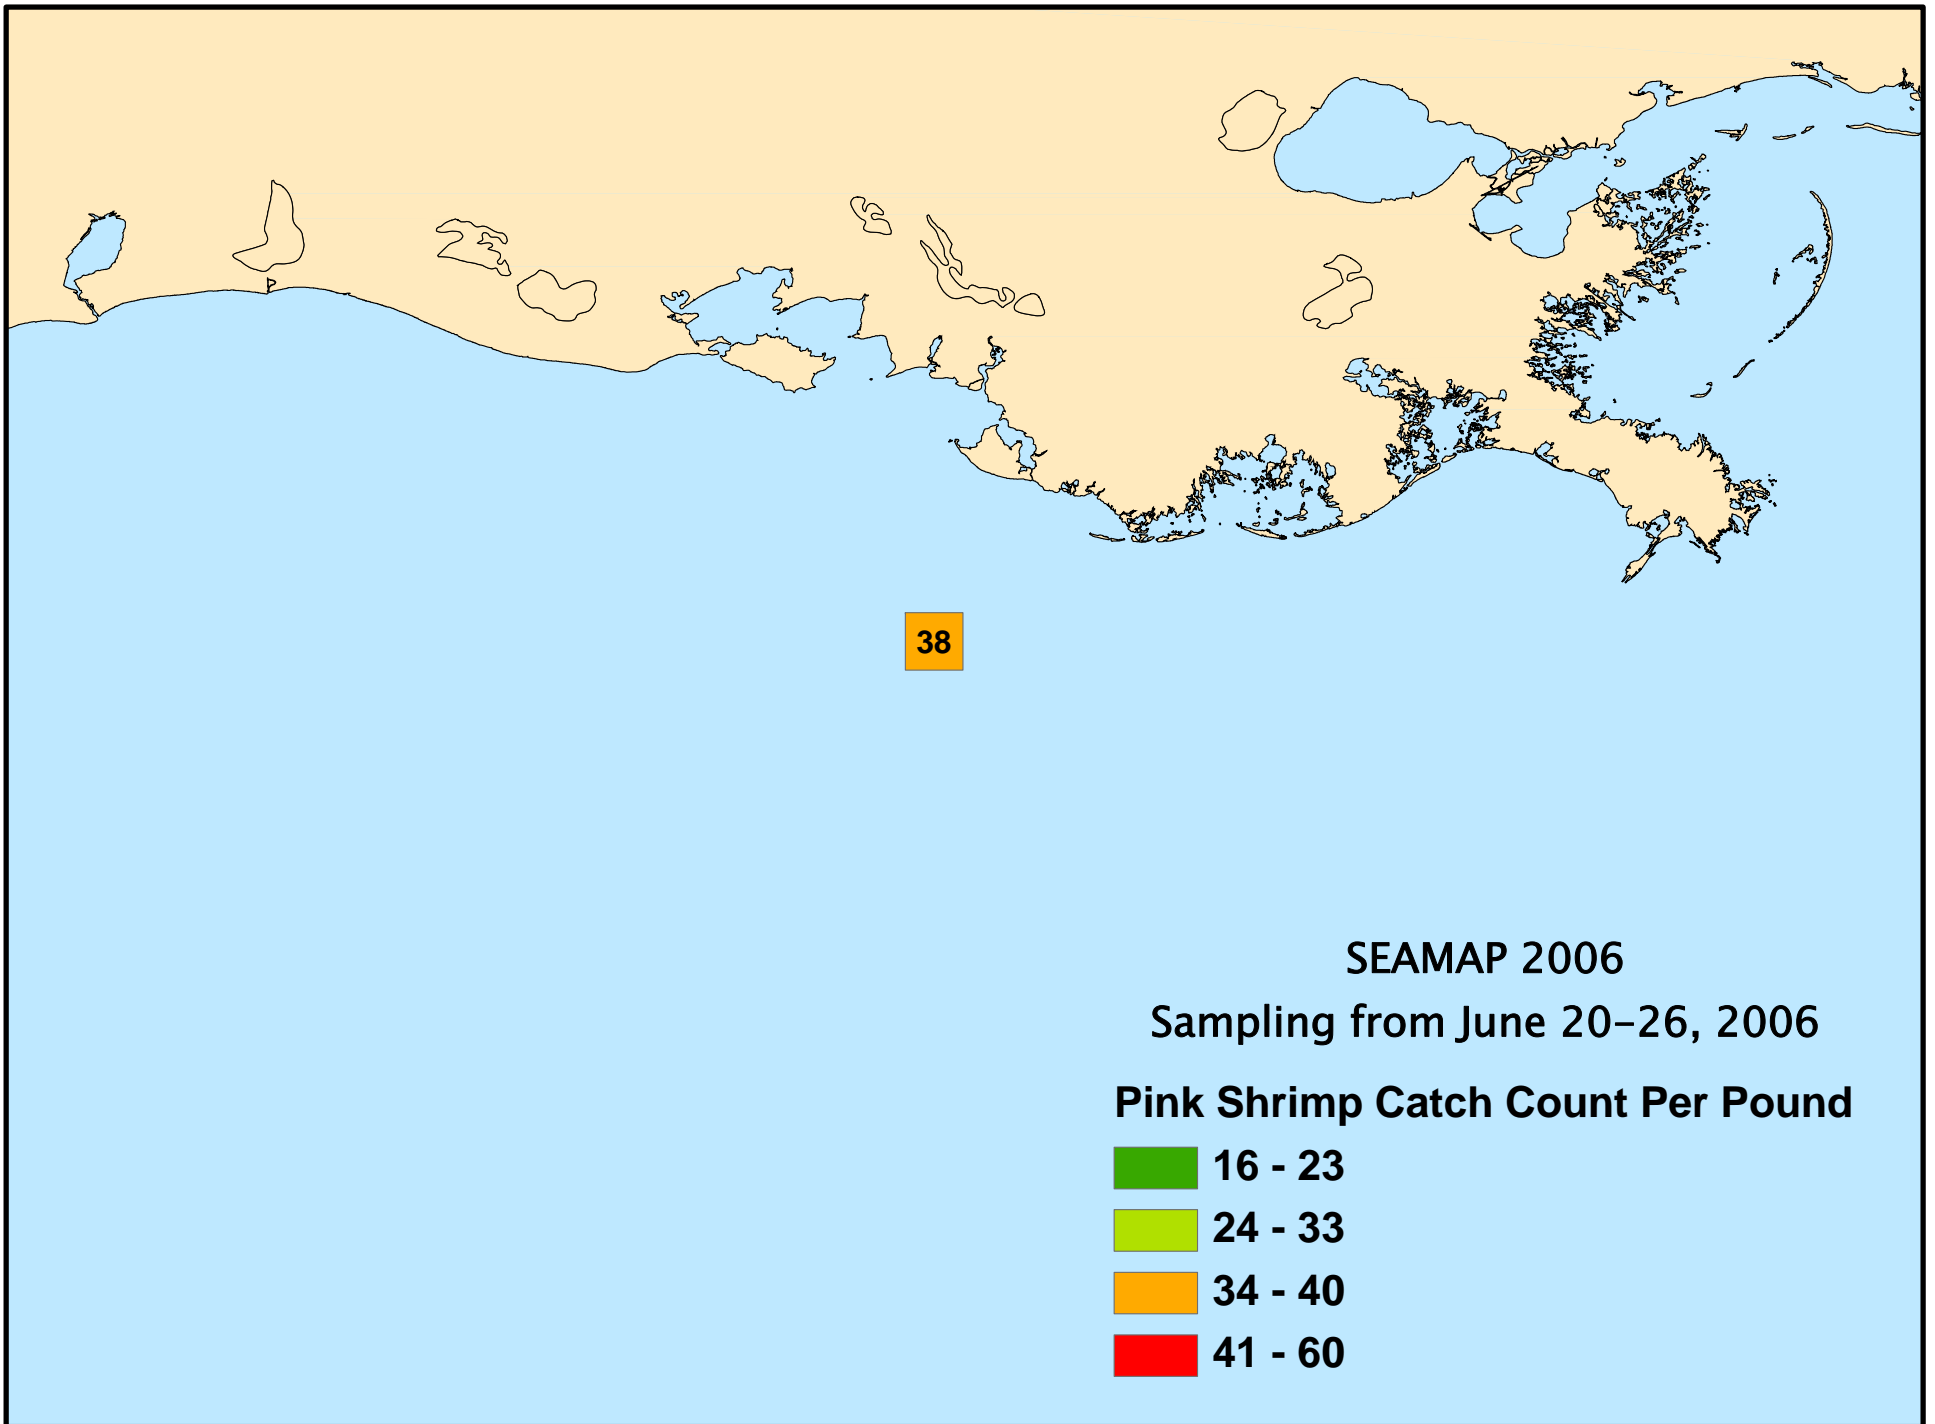 38
SEAMAP 2006
Sampling from June 20-26, 2006
Pink Shrimp Catch Count Per Pound
16 - 23
24 - 33
34 - 40
41 - 60